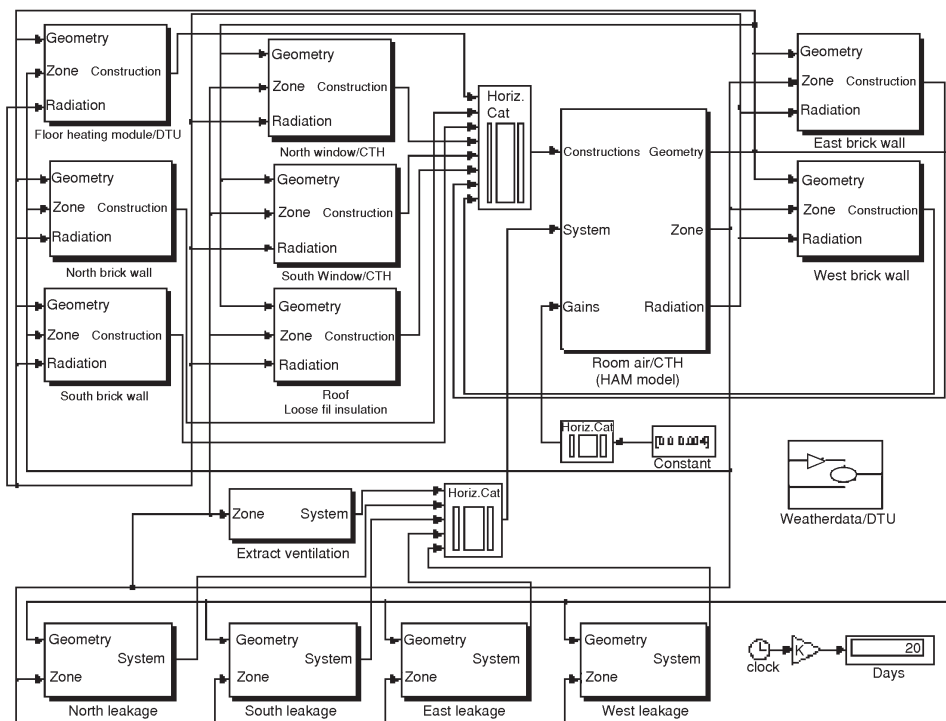 Geometry
Zone
Construction
Radiation
Floor heating module/DTU
Geometry
Zone
Construction
Radiation
North brick wall
Geometry
Zone
Construction
Radiation
South brick wall
Geometry
Zone
Construction
Radiation
North window/CTH
Geometry
Zone
Construction
Radiation
South Window/CTH
Geometry
Zone
Construction
Radiation
Roof
Loose fil insulation
Horiz.
Cat
Constructions
Geometry
System
Zone
Gains
Radiation
Room air/CTH
(HAM model)
Geometry
Zone
Construction
Radiation
East brick wall
Geometry
Zone
Construction
Radiation
West brick wall
Horiz.Cat
Constant
Weatherdata/DTU
Zone
System
Extract ventilation
Horiz.Cat
Geometry
System
Zone
North leakage
Geometry
System
Zone
South leakage
Geometry
System
Zone
East leakage
Geometry
System
Zone
West leakage
clock
K
20
Days